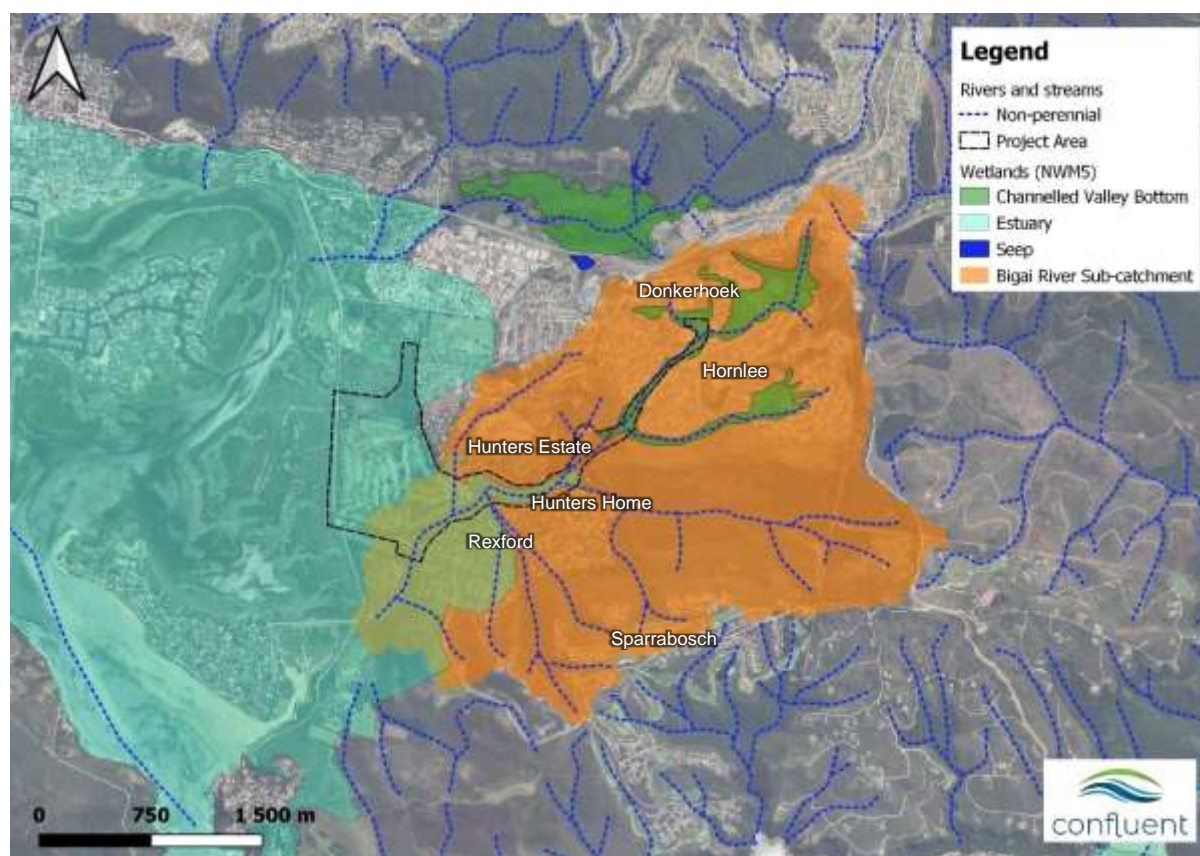 Legend
Rivers and streams
Non-perennial
Project Area
Wetlands (NWM5)
Channelled Valley Bottom
Estuary
Seep
Bigai River Sub-catchment
Donkerhoek
Hornlee
Hunters Estate
Hunters Home
Rexford
Sparrabosch
0 750 1 500 m
confluent